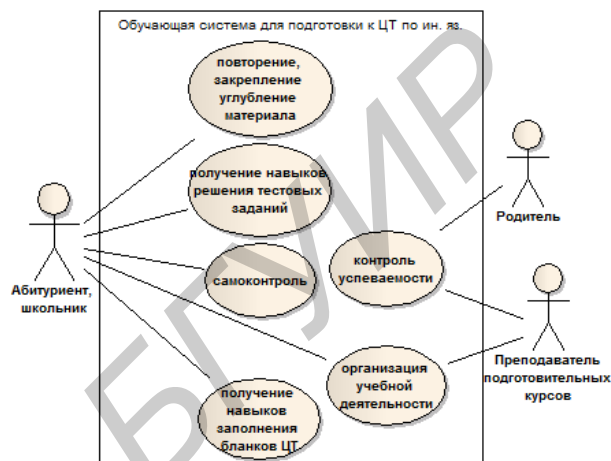 Обучающая система для подготовки к ЦТ по ин. яз.
повторение,
закрепление
углубление
материала
получение навыков
решения тестовых
заданий
самоконтроль
контроль
успеваемости
организация
учебной
деятельности
получение
навыков
заполнения
бланков ЦТ
Абитуриент,
школьник
Родитель
Преподаватель
подготовительных
курсов
БГУИР